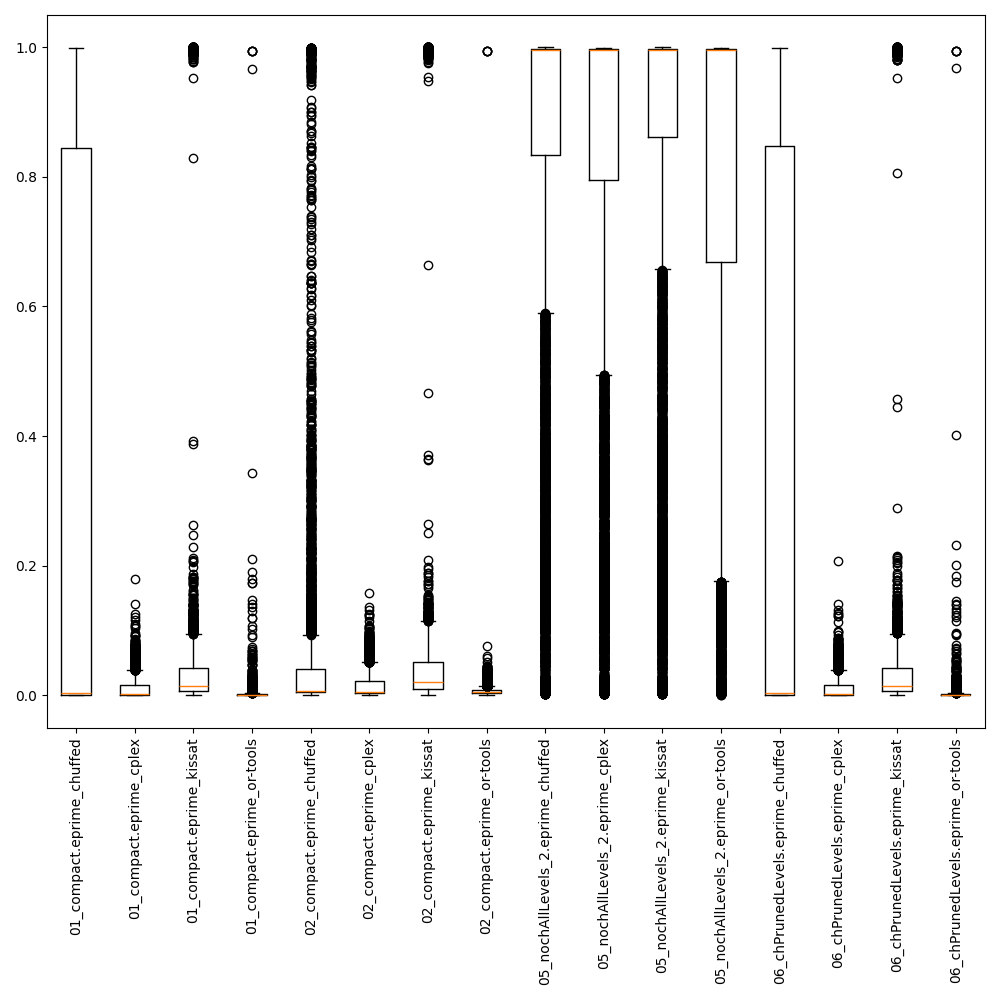 1.0
0.8
0.6
0.4
0.2
0.0
01_compact.eprime_chuffed
01_compact.eprime_cplex
01_compact.eprime_kissat
01_compact.eprime_or-tools
02_compact.eprime_chuffed
02_compact.eprime_cplex
02_compact.eprime_kissat
02_compact.eprime_or-tools
05_nochAllLevels_2.eprime_chuffed
05_nochAllLevels_2.eprime_cplex
05_nochAllLevels_2.eprime_kissat
05_nochAllLevels_2.eprime_or-tools
06_chPrunedLevels.eprime_chuffed
06_chPrunedLevels.eprime_cplex
06_chPrunedLevels.eprime_kissat
06_chPrunedLevels.eprime_or-tools